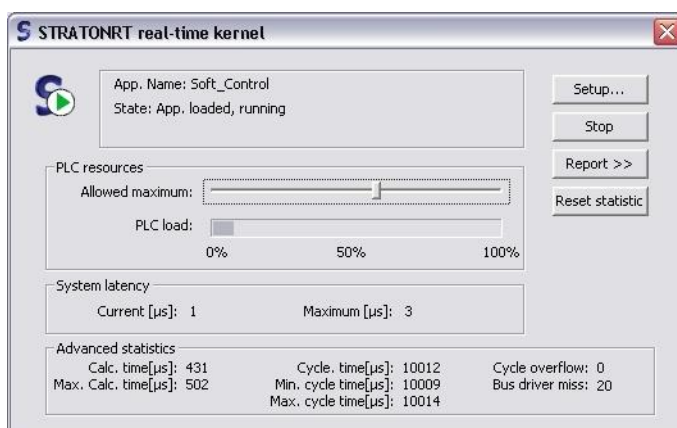 S STRATONRT real-time kernel
App. Name: Soft_Control
State: App. loaded, running
Setup...
Stop
Report >>
Reset statistic
PLC resources
Allowed maximum:
PLC load:
0% 50% 100%
System latency
Current [µs]: 1 Maximum [µs]: 3
Advanced statistics
Calc. time[µs]: 431 Cycle. time[µs]: 10012 Cycle overflow: 0
Max. Calc. time[µs]: 502 Min. cycle time[µs]: 10009 Bus driver miss: 20
Max. cycle time[µs]: 10014